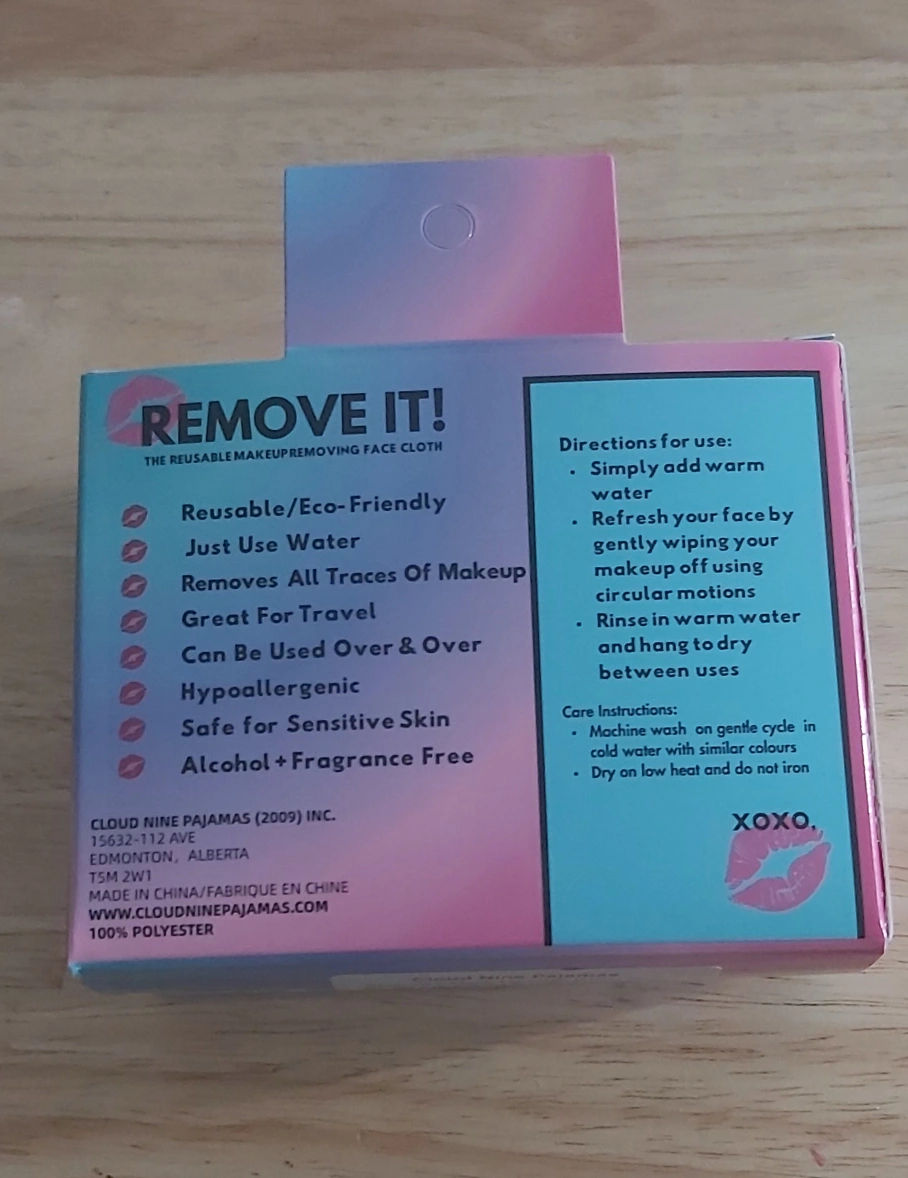 REMOVE IT!
THE REUSABLE MAKEUP REMOVING FACE CLOTH
Reusable/Eco-Friendly
Just Use Water
Removes All Traces Of Makeup
Great For Travel
Can Be Used Over & Over
Hypoallergenic
Safe for Sensitive Skin
Alcohol + Fragrance Free
CLOUD NINE PAJAMAS (2009) INC.
15632-112 AVE
EDMONTON, ALBERTA
T5M 2W1
MADE IN CHINA/FABRIQUE EN CHINE
WWW.CLOUDNINEPAJAMAS.COM
100% POLYESTER
Directions for use:
• Simply add warm
water
• Refresh your face by
gently wiping your
makeup off using
circular motions
• Rinse in warm water
and hang to dry
between uses
Care Instructions:
• Machine wash on gentle cycle in
cold water with similar colours
• Dry on low heat and do not iron
XOXO,
Cloud Nine Pajamas